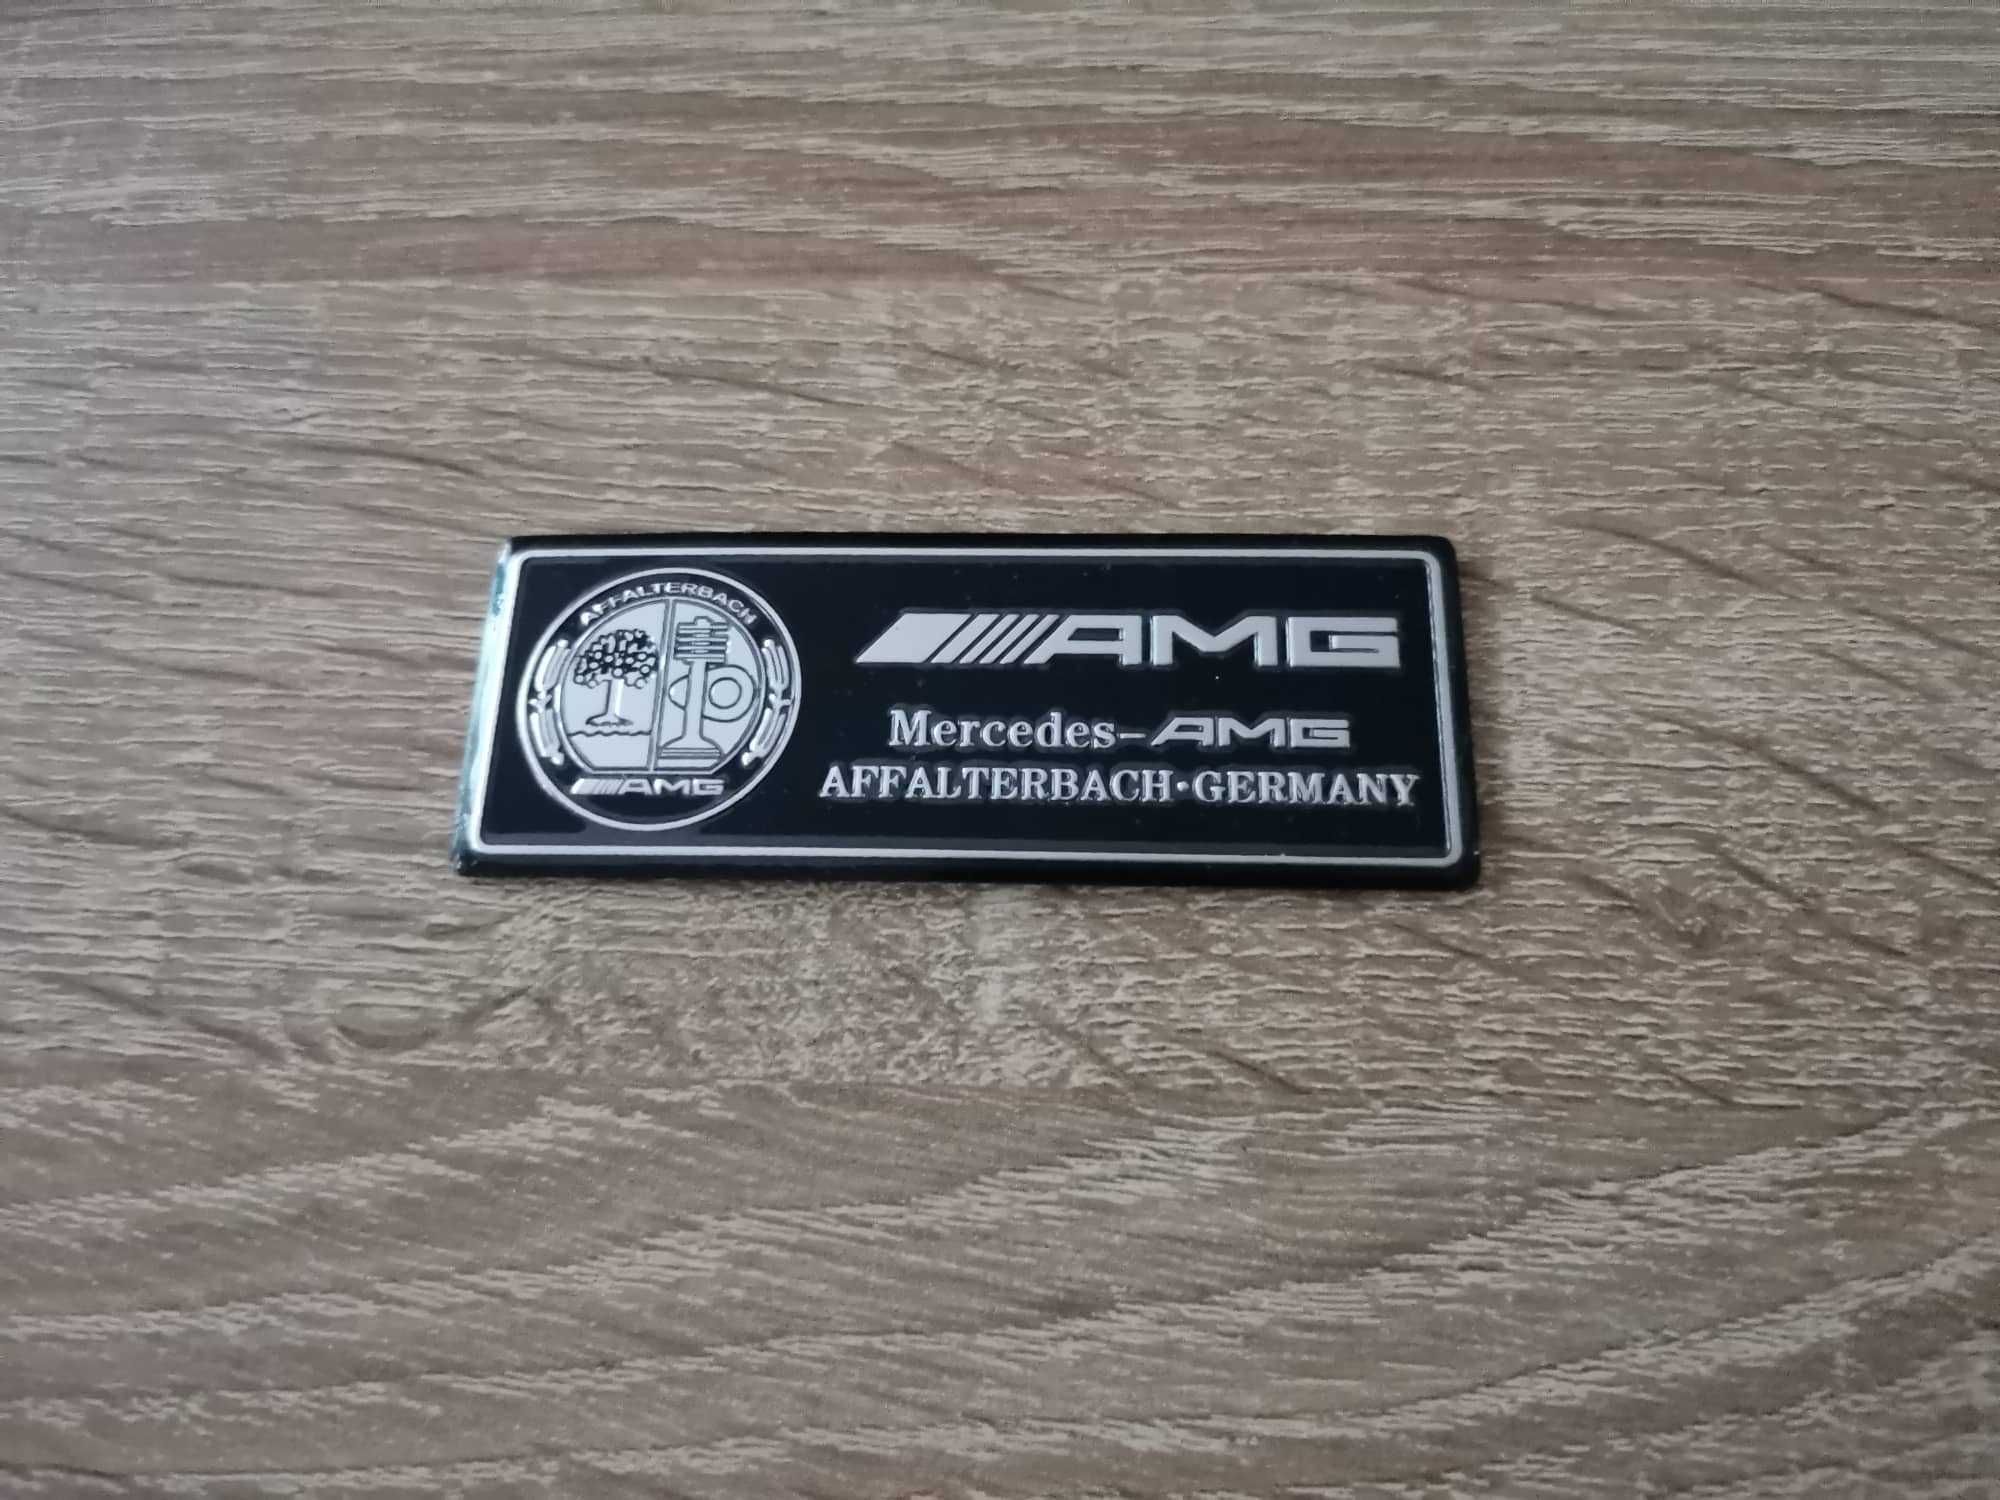 AFFALTERBACH
AMG
AMG
Mercedes-AMG
AFFALTERBACH·GERMANY